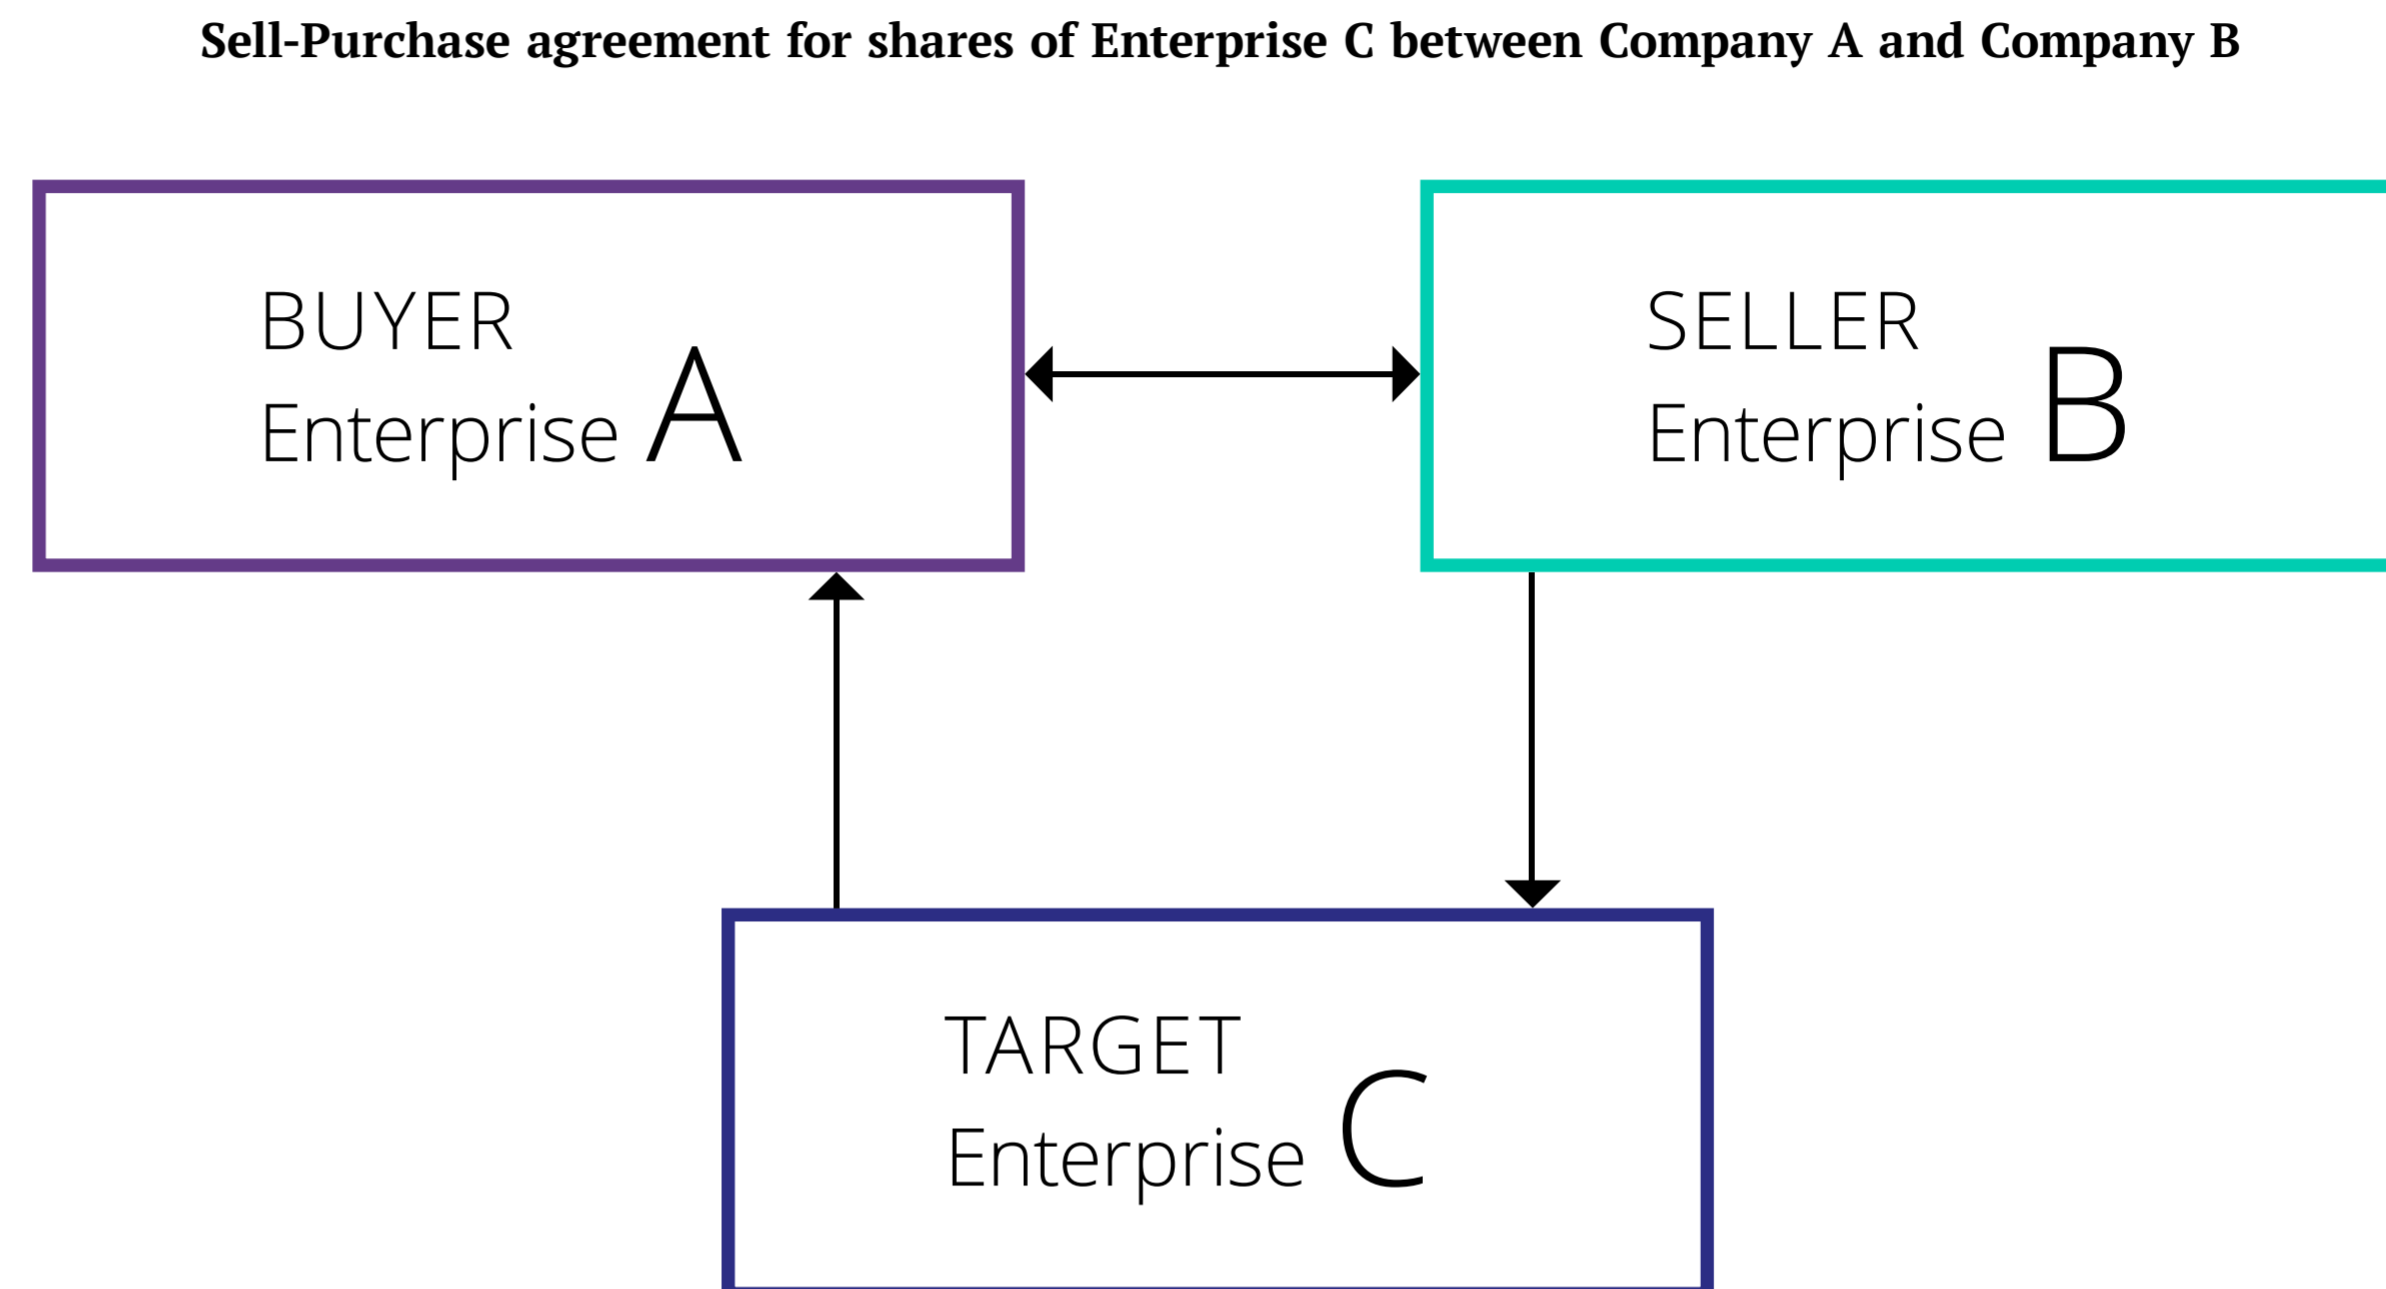 Sell-Purchase agreement for shares of Enterprise C between Company A and Company B
BUYER
Enterprise A
SELLER
Enterprise B
TARGET
Enterprise C